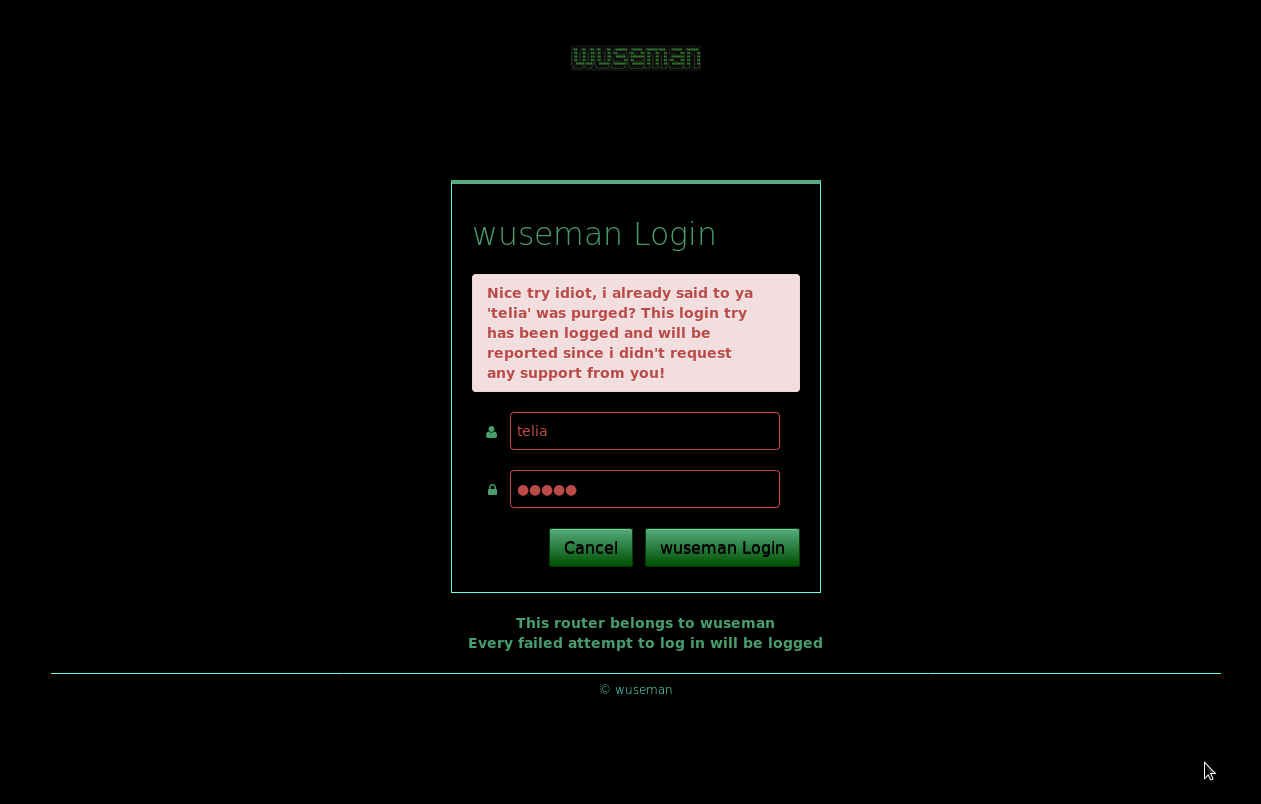 wuseman
wuseman Login
Nice try idiot, i already said to ya
'telia' was purged? This login try
has been logged and will be
reported since i didn't request
any support from you!
telia
●●●●●
Cancel wuseman Login
This router belongs to wuseman
Every failed attempt to log in will be logged
© wuseman